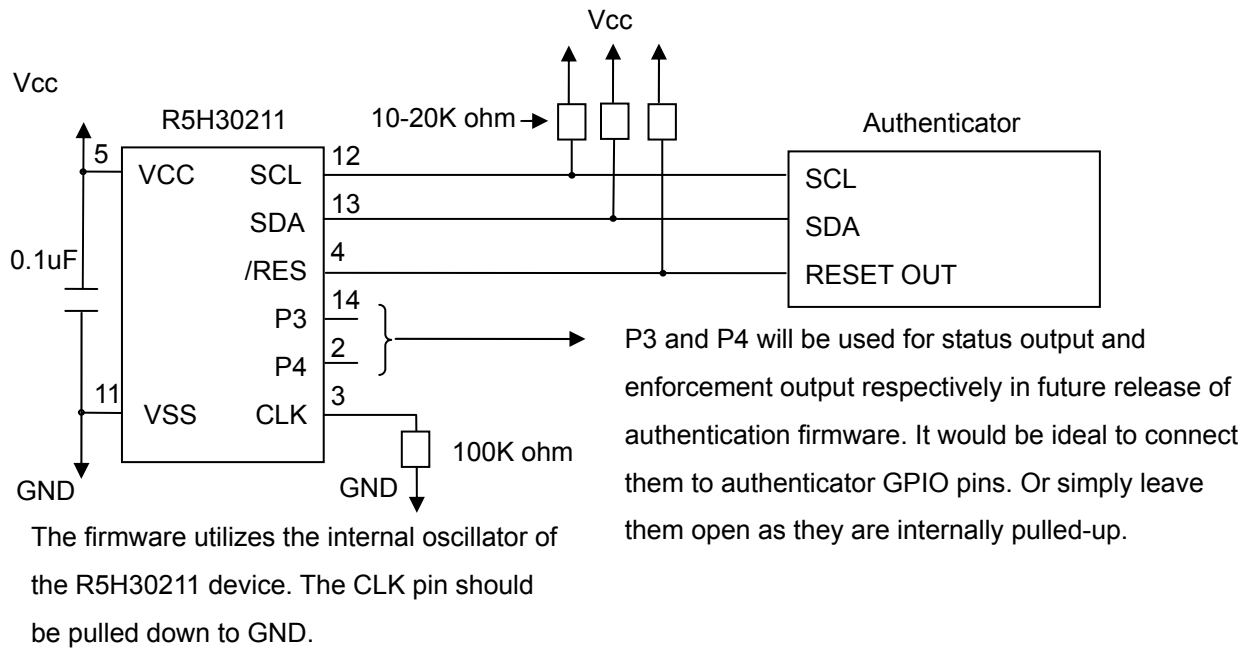 Vcc
Vcc
R5H30211
10-20K ohm
Authenticator
5
VCC
SCL
12
SCL
SDA
13
SDA
0.1uF
/RES
4
RESET OUT
P3
14
P4
2
11
VSS
CLK
3
100K ohm
GND
GND
P3 and P4 will be used for status output and
enforcement output respectively in future release of
authentication firmware. It would be ideal to connect
them to authenticator GPIO pins. Or simply leave
them open as they are internally pulled-up.
The firmware utilizes the internal oscillator of
the R5H30211 device. The CLK pin should
be pulled down to GND.